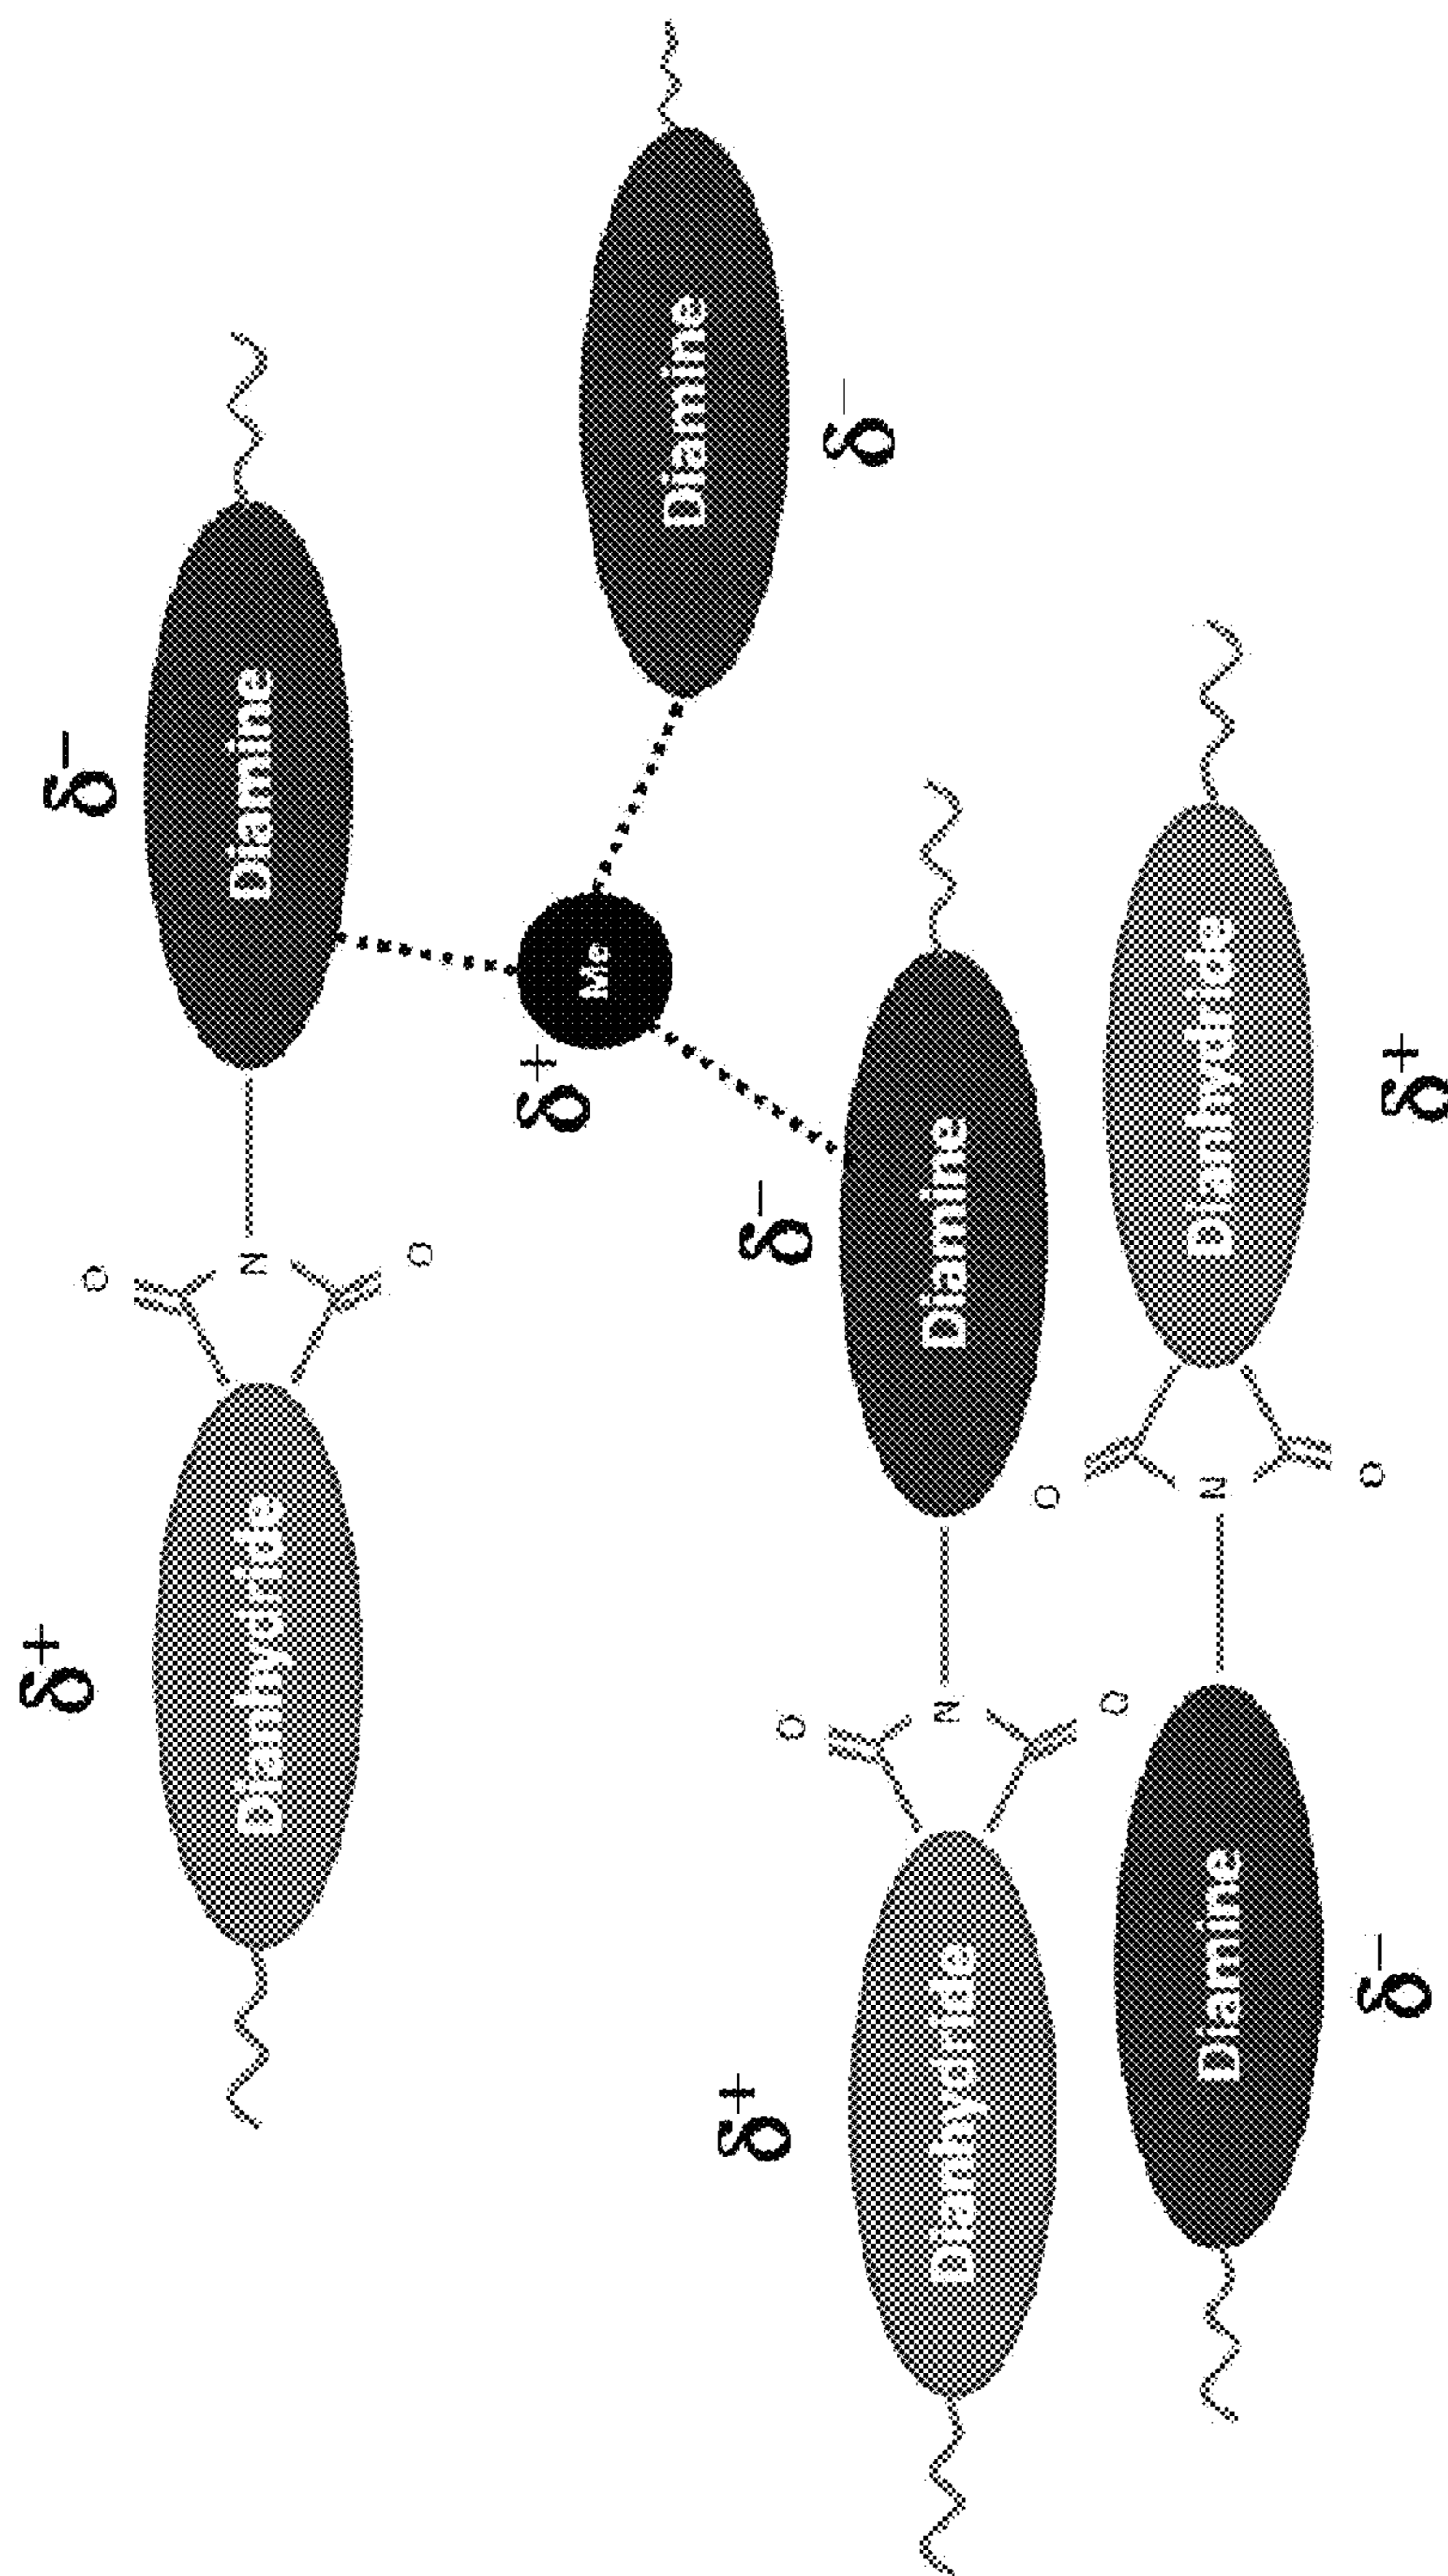 δ+ δ−
O
Dianhydride N Diamine
O
δ+
Me
Diamine
δ+ δ−
O
δ−
Dianhydride N Diamine
O
O
Diamine N Dianhydride
O
δ− δ+